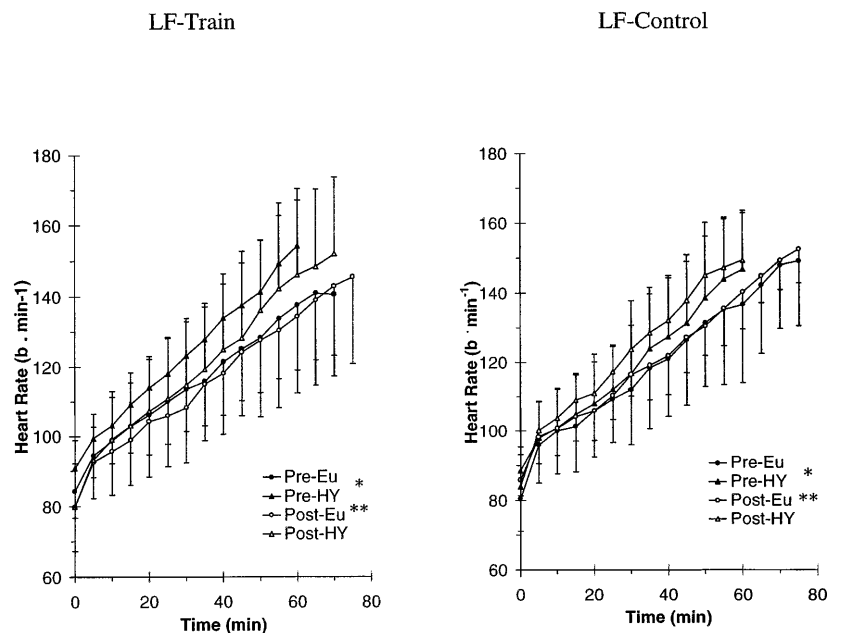 LF-Train
LF-Control
180
160
140
120
100
80
60
Heart Rate (b . min-1)
Pre-Eu
Pre-HY *
Post-Eu **
Post-HY
0 20 40 60 80
Time (min)
180
160
140
120
100
80
60
Heart Rate (b · min⁻¹)
Pre-Eu
Pre-HY *
Post-Eu **
Post-HY
0 20 40 60 80
Time (min)